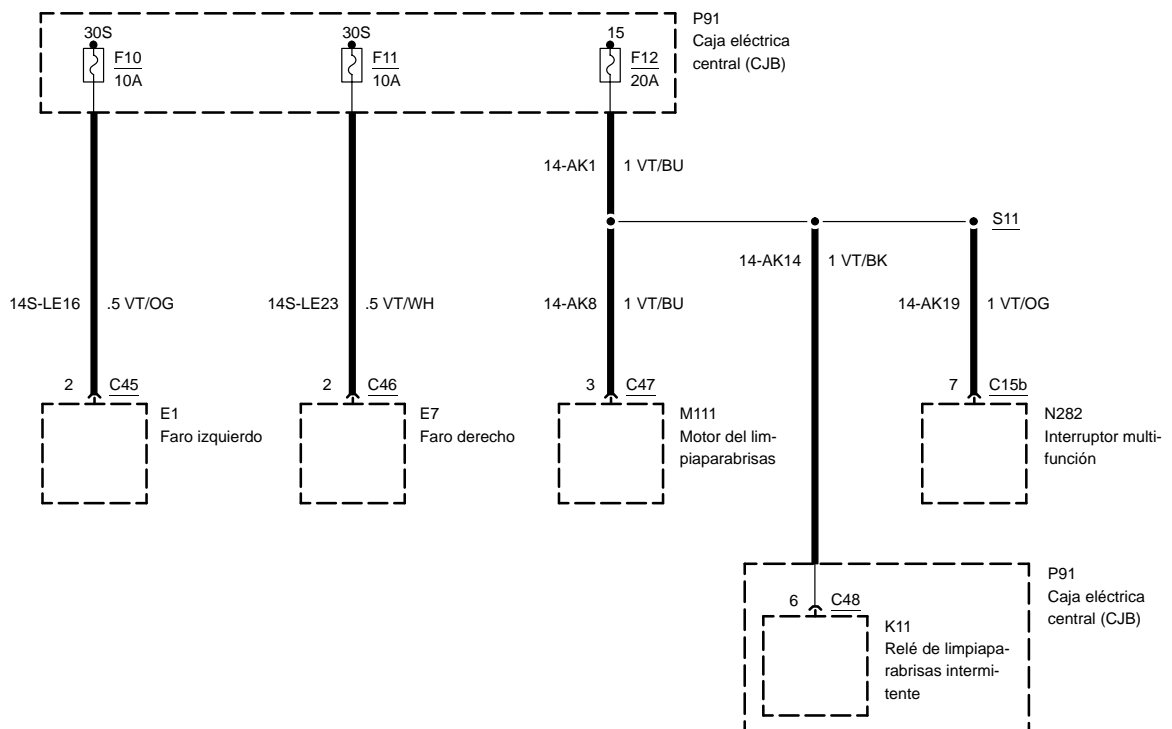 P91
Caja eléctrica
central (CJB)
30S
F10
10A
30S
F11
10A
15
F12
20A
14-AK1 1 VT/BU
S11
14-AK14 1 VT/BK
14S-LE16 .5 VT/OG
14S-LE23 .5 VT/WH
14-AK8 1 VT/BU
14-AK19 1 VT/OG
2 C45
E1
Faro izquierdo
2 C46
E7
Faro derecho
3 C47
M111
Motor del lim-
piaparabrisas
7 C15b
N282
Interruptor multi-
función
P91
Caja eléctrica
central (CJB)
6 C48
K11
Relé de limpiapa-
rabrisas intermi-
tente